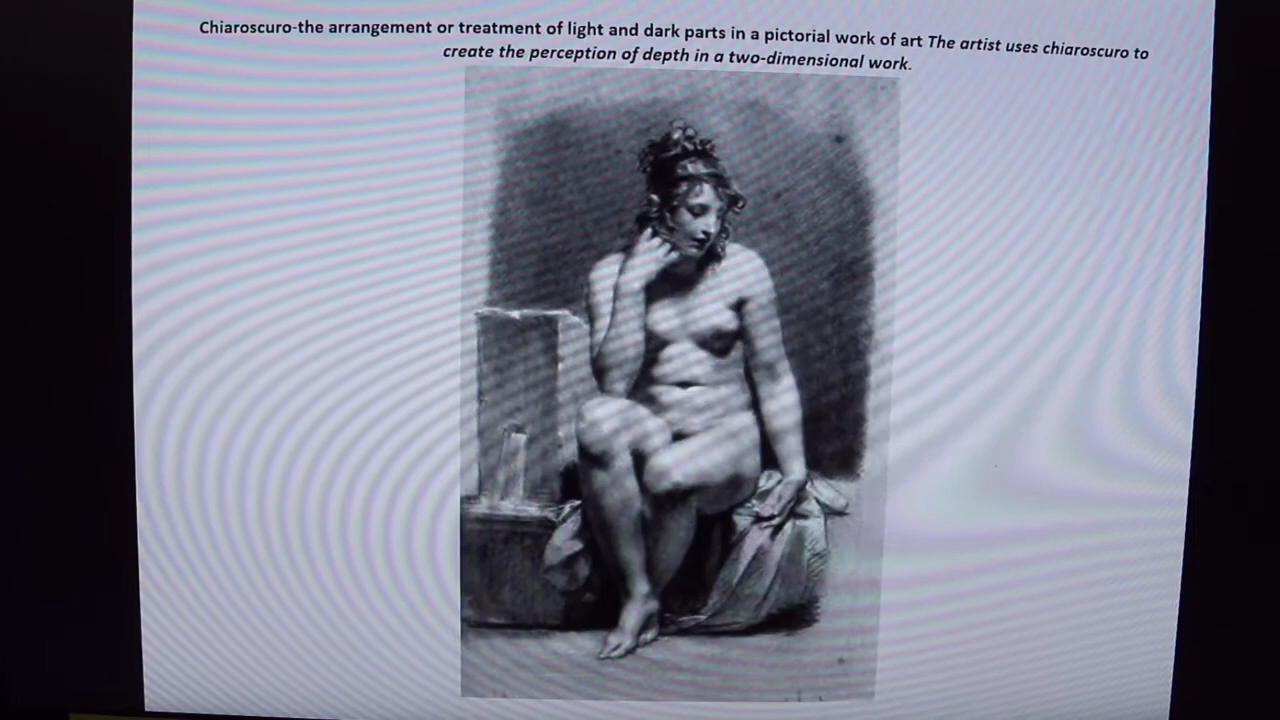 Chiaroscuro-the arrangement or treatment of light and dark parts in a pictorial work of art The artist uses chiaroscuro to
create the perception of depth in a two-dimensional work.